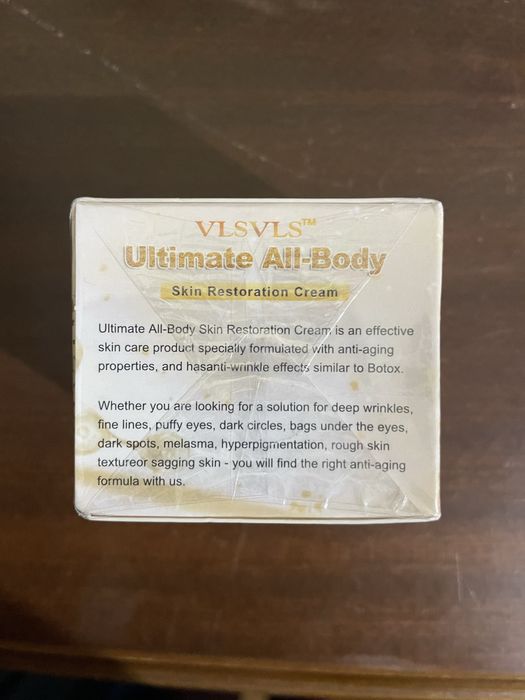 VLSVLS™
Ultimate All-Body
Skin Restoration Cream
Ultimate All-Body Skin Restoration Cream is an effective
skin care product specially formulated with anti-aging
properties, and hasanti-wrinkle effects similar to Botox.
Whether you are looking for a solution for deep wrinkles,
fine lines, puffy eyes, dark circles, bags under the eyes,
dark spots, melasma, hyperpigmentation, rough skin
textureor sagging skin - you will find the right anti-aging
formula with us.